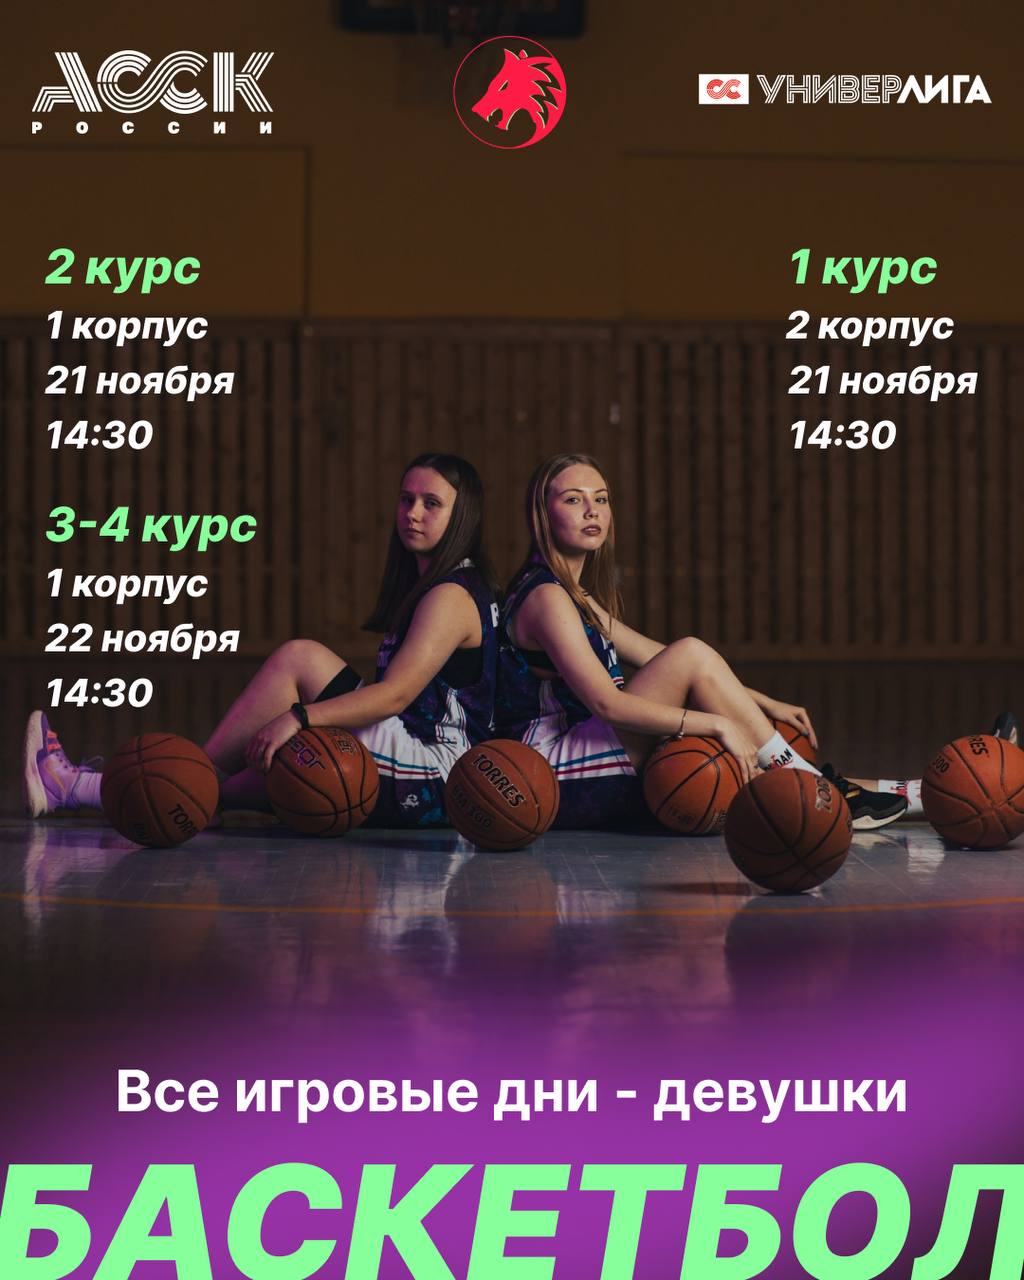 АССК
РОССИИ
УНИВЕРЛИГА
2 курс
1 корпус
21 ноября
14:30
1 курс
2 корпус
21 ноября
14:30
3-4 курс
1 корпус
22 ноября
14:30
TORRES
Все игровые дни - девушки
БАСКЕТБОЛ